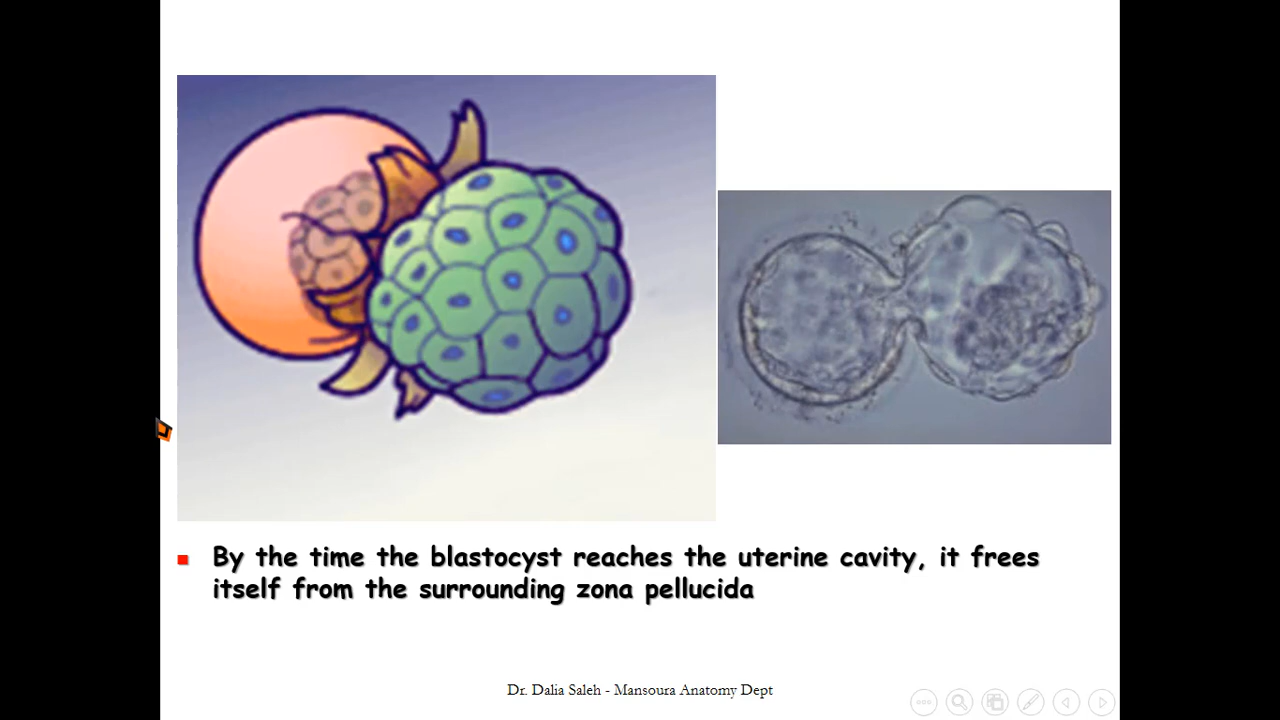 By the time the blastocyst reaches the uterine cavity, it frees
itself from the surrounding zona pellucida
Dr. Dalia Saleh - Mansoura Anatomy Dept